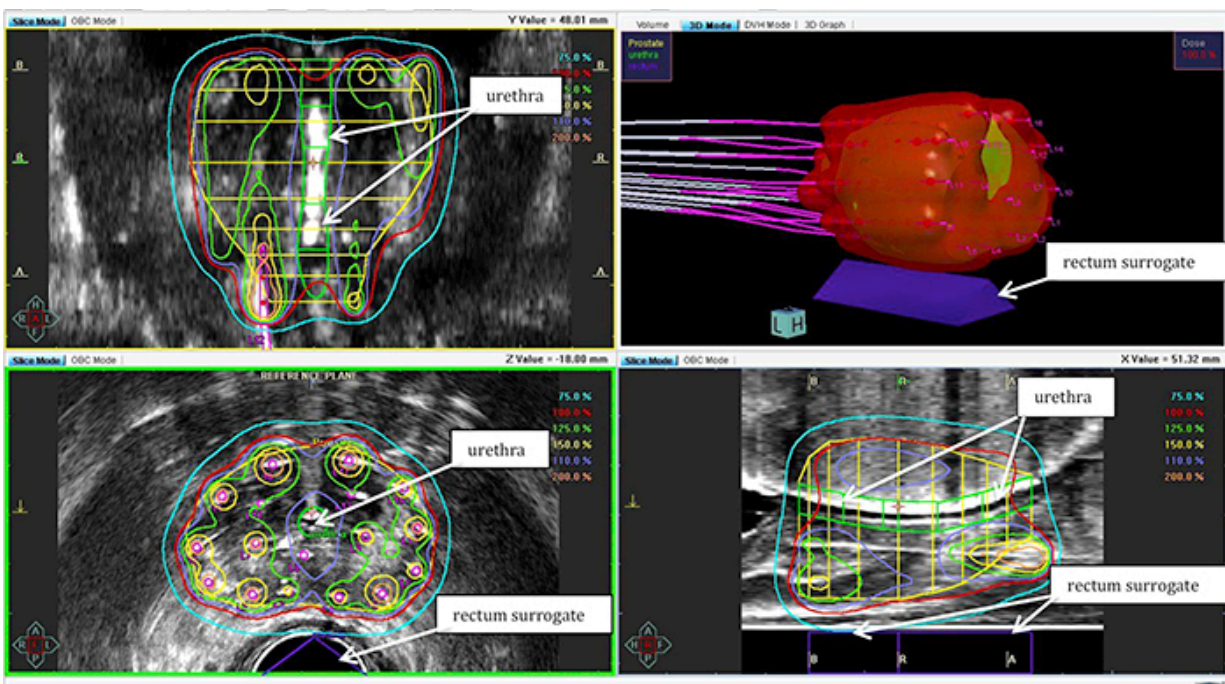 Slice Mode OBC Mode Y Value = 48.01 mm
75.0 %
100.0 %
125.0 %
150.0 %
110.0 %
200.0 %
B B
R R
A A
urethra
Volume 3D Mode DVH Mode 3D Graph
Prostate
urethra
rectum
Dose
100.0 %
rectum surrogate
L H
Slice Mode OBC Mode Z Value = -18.00 mm
REFERENCE PLANE
75.0 %
100.0 %
125.0 %
150.0 %
110.0 %
200.0 %
urethra
rectum surrogate
Slice Mode OBC Mode X Value = 51.32 mm
B R A
75.0 %
100.0 %
125.0 %
150.0 %
110.0 %
200.0 %
urethra
rectum surrogate
B R A